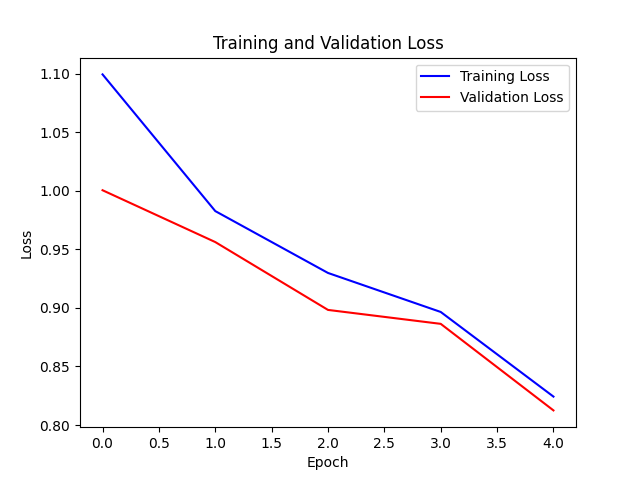 Training and Validation Loss
Training Loss
Validation Loss
1.10
1.05
1.00
0.95
0.90
0.85
0.80
Loss
0.0 0.5 1.0 1.5 2.0 2.5 3.0 3.5 4.0
Epoch